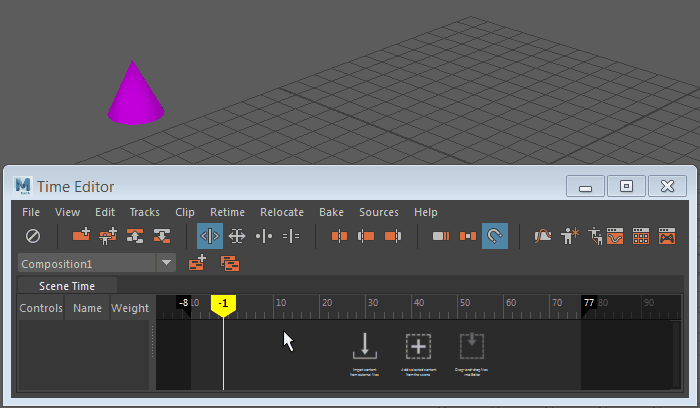 Time Editor
File View Edit Tracks Clip Retime Relocate Bake Sources Help
Composition1
Scene Time
Controls Name Weight
-8 10 -1 10 20 30 40 50 60 70 77 80 90
Import content
from external files
Add selected content
from the scene
Drag-and-drop files
into Editor